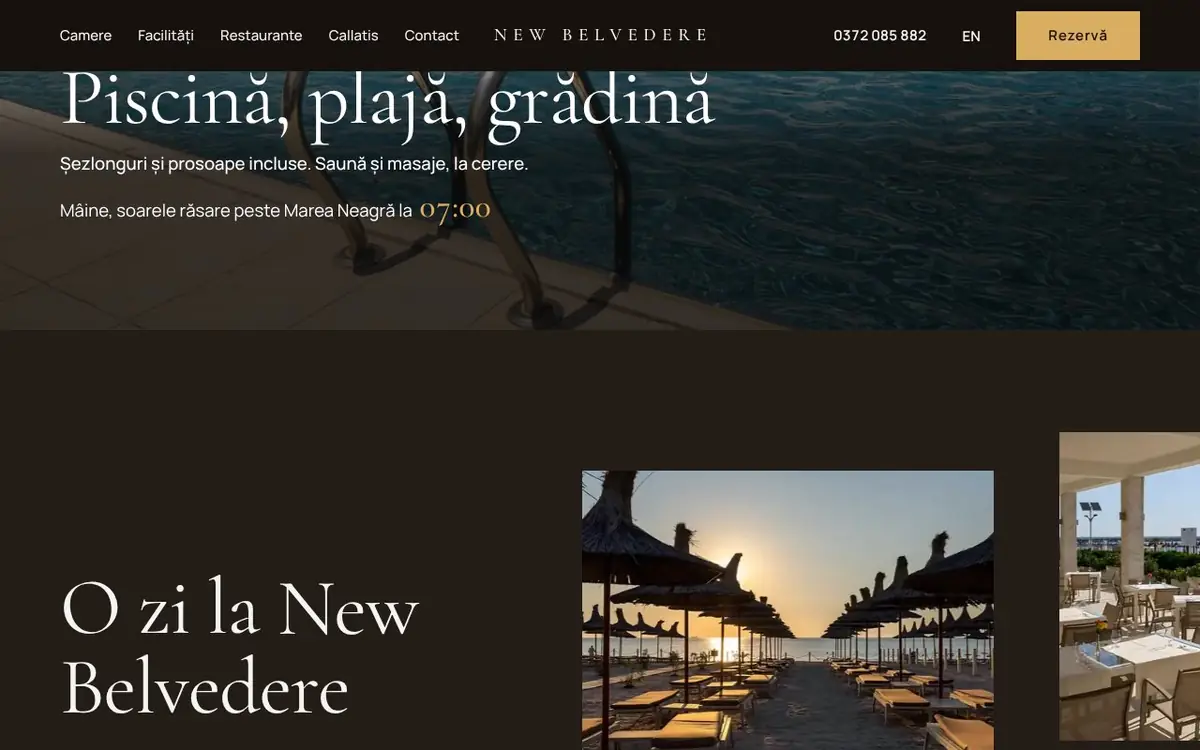 Camere Facilități Restaurante Callatis Contact NEW BELVEDERE 0372 085 882 EN Rezervă
Piscină, plajă, grădină
Șezlonguri și prosoape incluse. Saună și masaje, la cerere.
Mâine, soarele răsare peste Marea Neagră la 07:00
O zi la New
Belvedere